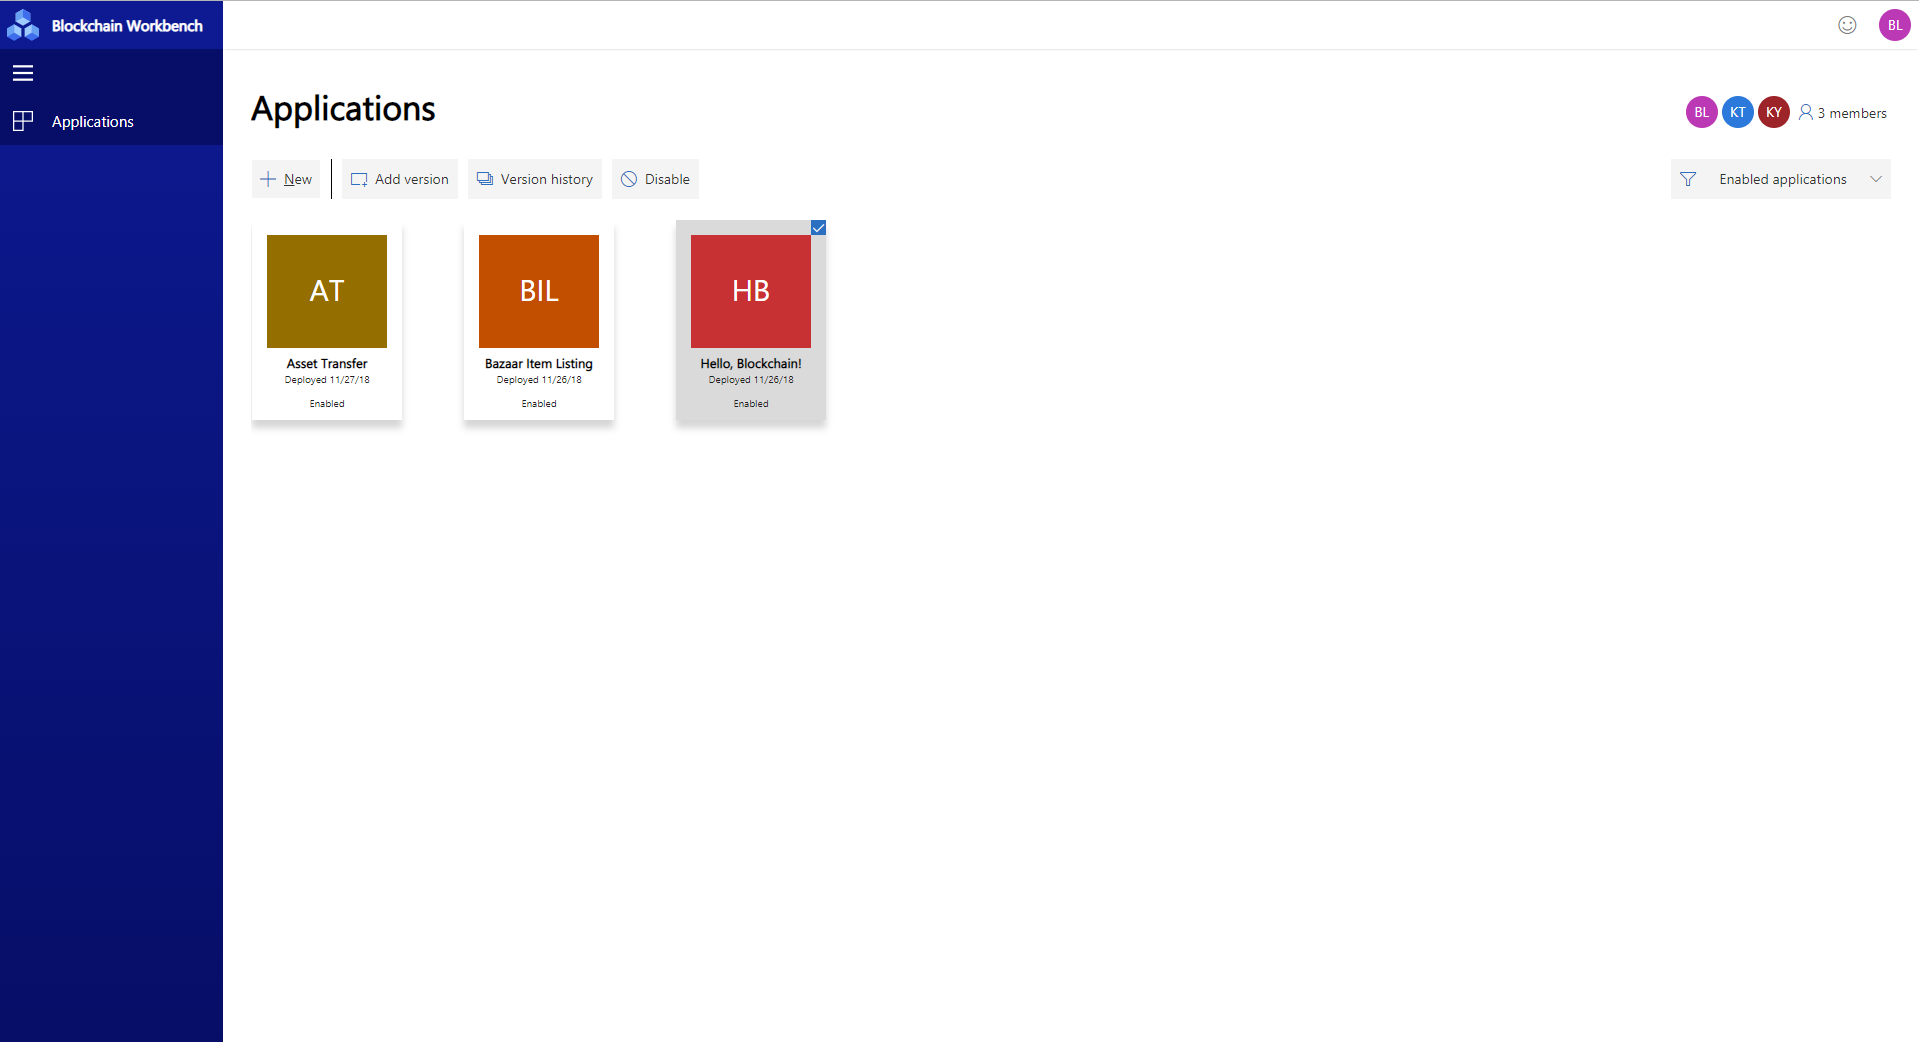 Blockchain Workbench
BL
Applications
Applications
BL KT KY 3 members
New Add version Version history Disable Enabled applications
AT
Asset Transfer
Deployed 11/27/18
Enabled
BIL
Bazaar Item Listing
Deployed 11/26/18
Enabled
HB
Hello, Blockchain!
Deployed 11/26/18
Enabled